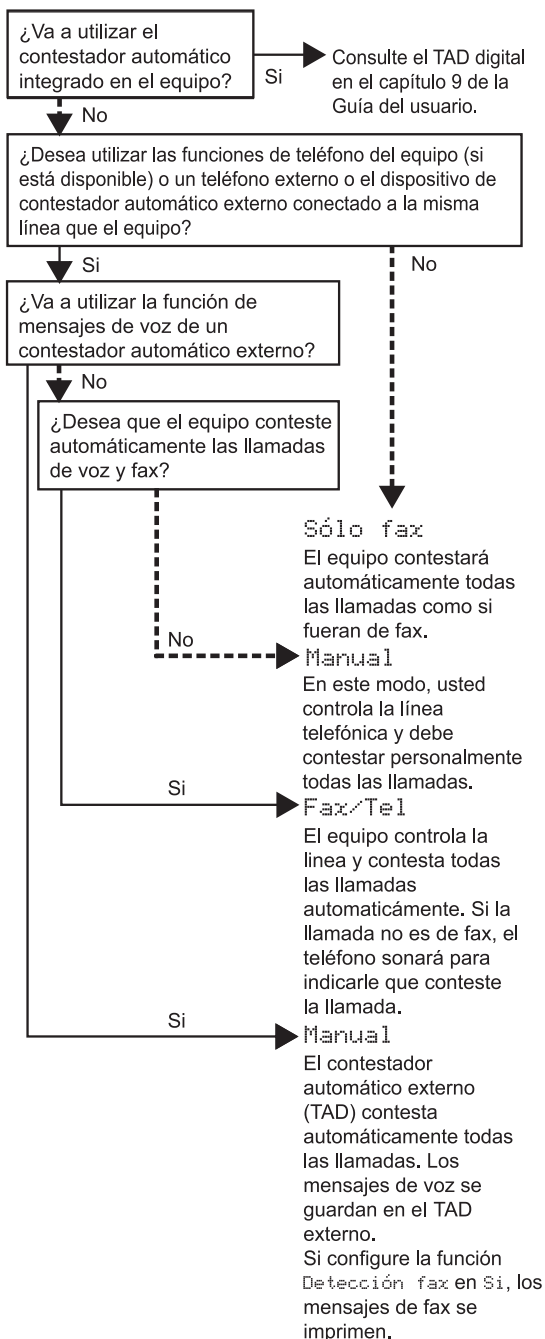 ¿Va a utilizar el
contestador automático
integrado en el equipo?
Si
Consulte el TAD digital
en el capítulo 9 de la
Guía del usuario.
No
¿Desea utilizar las funciones de teléfono del equipo (si
está disponible) o un teléfono externo o el dispositivo de
contestador automático externo conectado a la misma
línea que el equipo?
Si
No
¿Va a utilizar la función de
mensajes de voz de un
contestador automático externo?
No
¿Desea que el equipo conteste
automáticamente las llamadas
de voz y fax?
Sólo fax
El equipo contestará
automáticamente todas
las llamadas como si
fueran de fax.
No
Manual
En este modo, usted
controla la línea
telefónica y debe
contestar personalmente
todas las llamadas.
Si
Fax/Tel
El equipo controla la
linea y contesta todas
las llamadas
automaticámente. Si la
llamada no es de fax, el
teléfono sonará para
indicarle que conteste
la llamada.
Si
Manual
El contestador
automático externo
(TAD) contesta
automáticamente todas
las llamadas. Los
mensajes de voz se
guardan en el TAD
externo.
Si configure la función
Detección fax en Si, los
mensajes de fax se
imprimen.